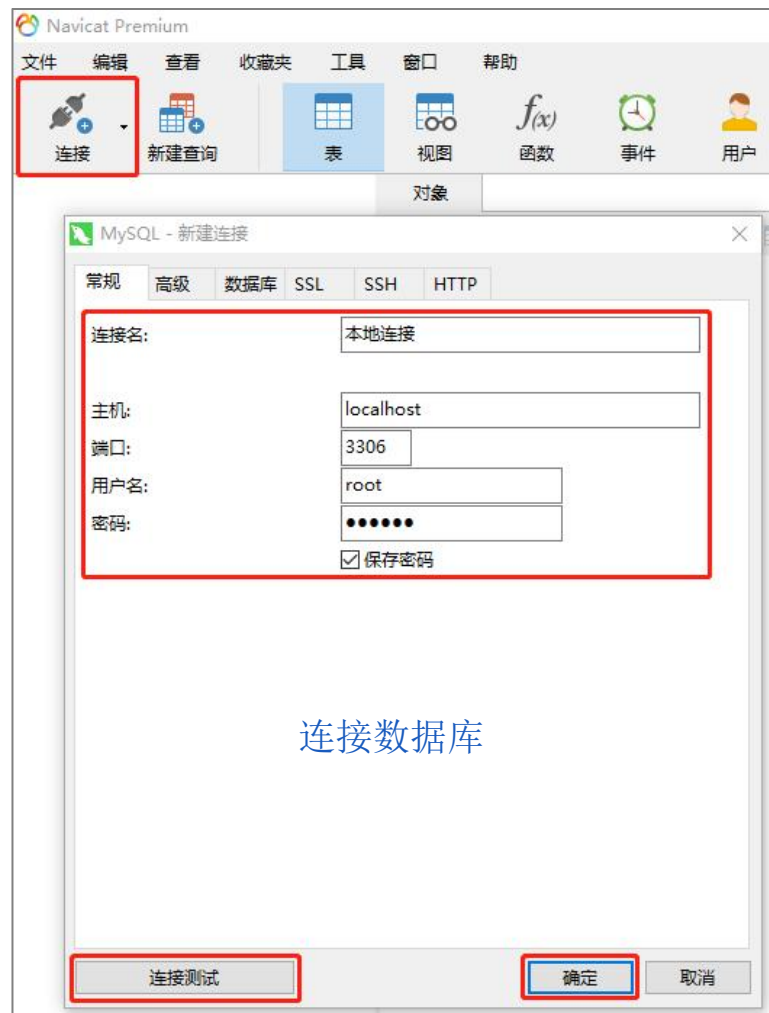 Navicat Premium
文件 编辑 查看 收藏夹 工具 窗口 帮助
连接 新建查询 表 视图 f(x) 函数 事件 用户
对象
MySQL - 新建连接
常规 高级 数据库 SSL SSH HTTP
连接名: 本地连接
主机: localhost
端口: 3306
用户名: root
密码: ●●●●●●
保存密码
连接数据库
连接测试 确定 取消